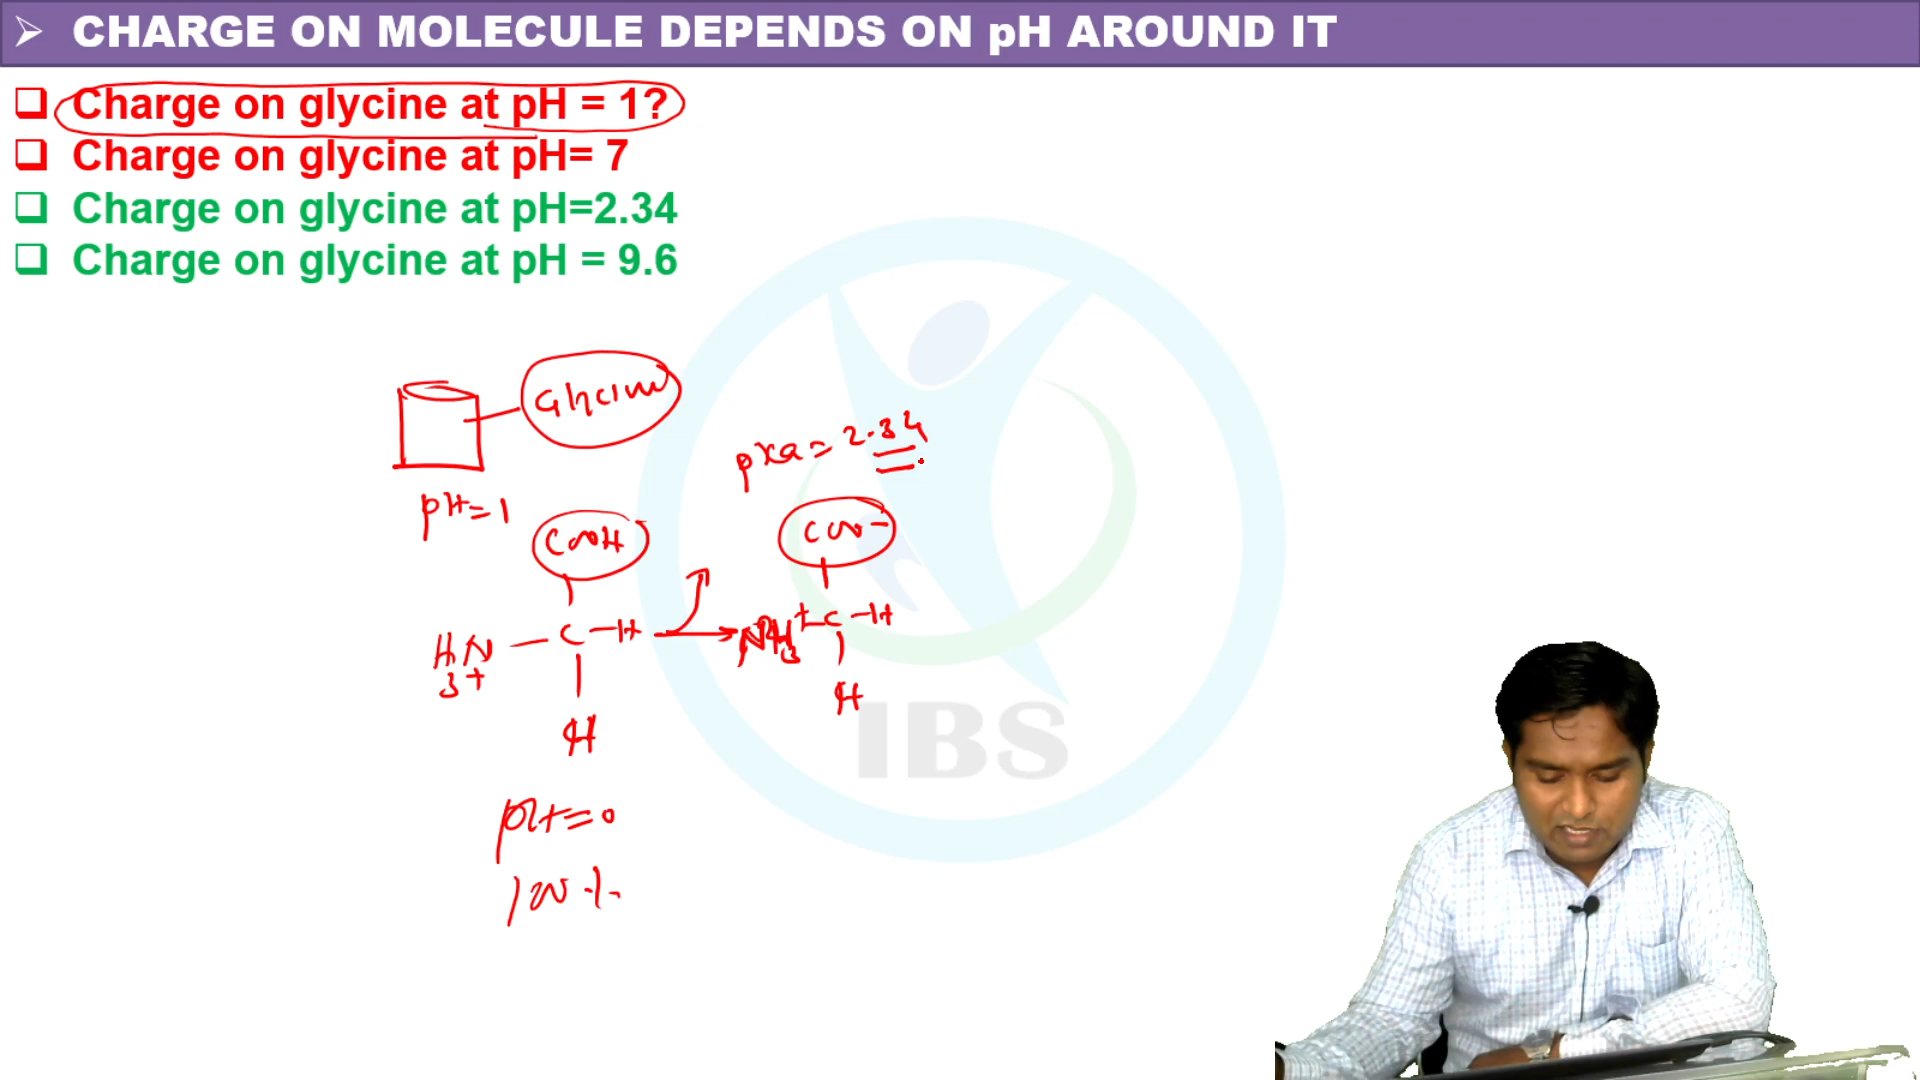 CHARGE ON MOLECULE DEPENDS ON pH AROUND IT
Charge on glycine at pH = 1?
Charge on glycine at pH= 7
Charge on glycine at pH=2.34
Charge on glycine at pH = 9.6
Glycine
pKa = 2.34
pH = 1
COOH
COO-
H3N+ - C - H
NH3+ - C - H
H
H
pH = 0
100%
IBS